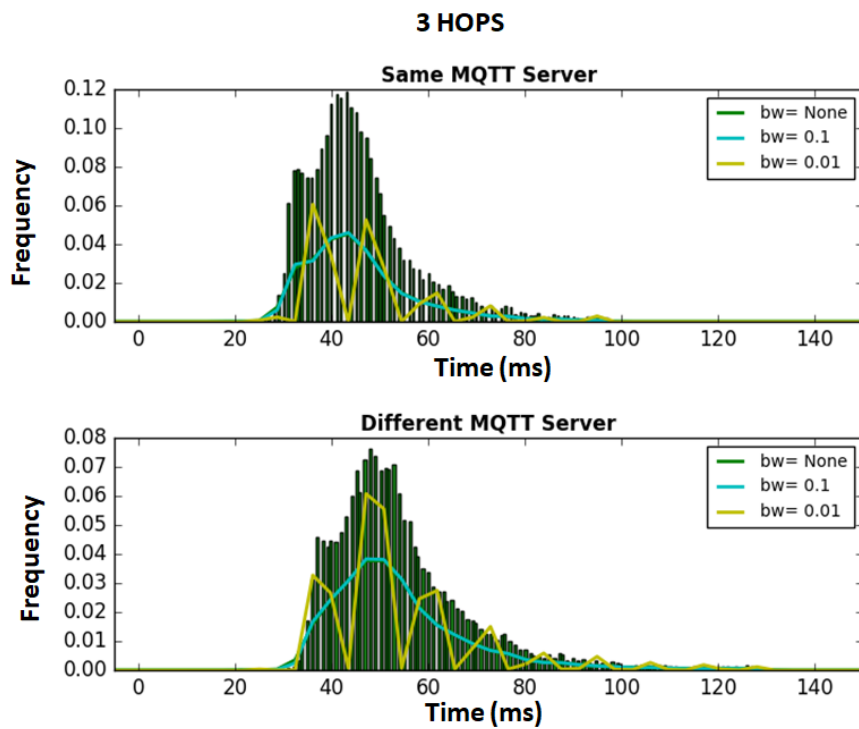 3 HOPS
Same MQTT Server
0.12
0.10
0.08
0.06
0.04
0.02
0.00
Frequency
bw= None
bw= 0.1
bw= 0.01
0
20
40
60
80
100
120
140
Time (ms)
Different MQTT Server
0.08
0.07
0.06
0.05
0.04
0.03
0.02
0.01
0.00
Frequency
bw= None
bw= 0.1
bw= 0.01
0
20
40
60
80
100
120
140
Time (ms)